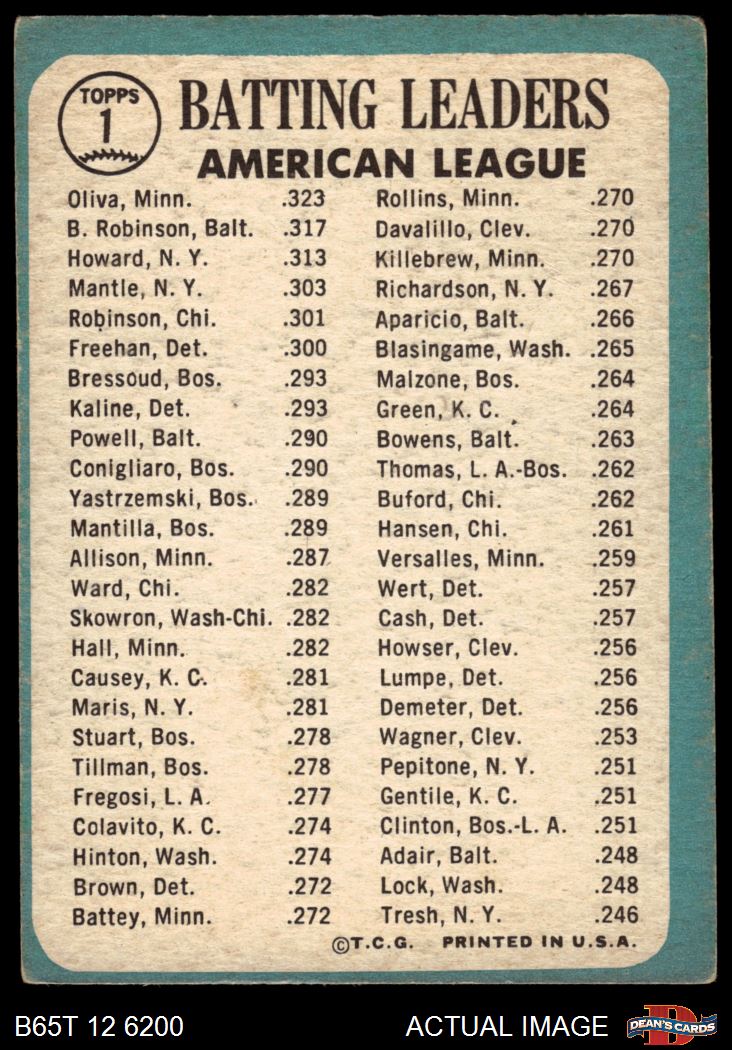 TOPPS
1
BATTING LEADERS
AMERICAN LEAGUE
Oliva, Minn. .323
B. Robinson, Balt. .317
Howard, N. Y. .313
Mantle, N. Y. .303
Robinson, Chi. .301
Freehan, Det. .300
Bressoud, Bos. .293
Kaline, Det. .293
Powell, Balt. .290
Conigliaro, Bos. .290
Yastrzemski, Bos. .289
Mantilla, Bos. .289
Allison, Minn. .287
Ward, Chi. .282
Skowron, Wash-Chi. .282
Hall, Minn. .282
Causey, K. C. .281
Maris, N. Y. .281
Stuart, Bos. .278
Tillman, Bos. .278
Fregosi, L. A. .277
Colavito, K. C. .274
Hinton, Wash. .274
Brown, Det. .272
Battey, Minn. .272
Rollins, Minn. .270
Davalillo, Clev. .270
Killebrew, Minn. .270
Richardson, N. Y. .267
Aparicio, Balt. .266
Blasingame, Wash. .265
Malzone, Bos. .264
Green, K. C. .264
Bowens, Balt. .263
Thomas, L. A.-Bos. .262
Buford, Chi. .262
Hansen, Chi. .261
Versalles, Minn. .259
Wert, Det. .257
Cash, Det. .257
Howser, Clev. .256
Lumpe, Det. .256
Demeter, Det. .256
Wagner, Clev. .253
Pepitone, N. Y. .251
Gentile, K. C. .251
Clinton, Bos.-L. A. .251
Adair, Balt. .248
Lock, Wash. .248
Tresh, N. Y. .246
©T.C.G. PRINTED IN U.S.A.
B65T 12 6200 ACTUAL IMAGE
D
DEAN'S CARDS